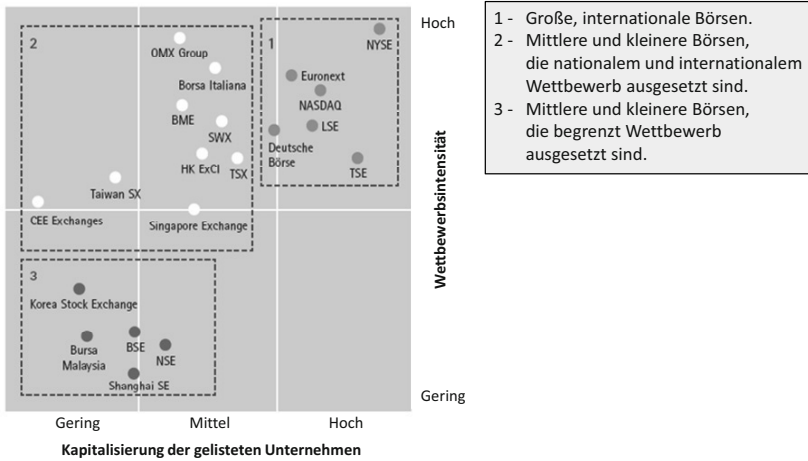 2
OMX Group
Borsa Italiana
BME
SWX
HK ExCl
TSX
Taiwan SX
CEE Exchanges
Singapore Exchange
1
NYSE
Euronext
NASDAQ
LSE
Deutsche
Börse
TSE
3
Korea Stock Exchange
Bursa
Malaysia
BSE
NSE
Shanghai SE
Hoch
Wettbewerbsintensität
Gering
Gering
Mittel
Hoch
Kapitalisierung der gelisteten Unternehmen
1 - Große, internationale Börsen.
2 - Mittlere und kleinere Börsen,
die nationalem und internationalem
Wettbewerb ausgesetzt sind.
3 - Mittlere und kleinere Börsen,
die begrenzt Wettbewerb
ausgesetzt sind.